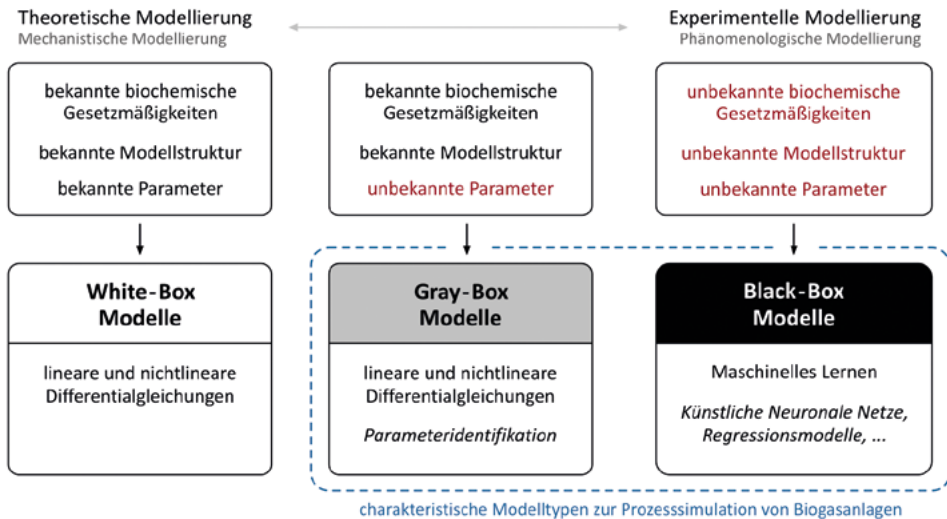 Theoretische Modellierung
Mechanistische Modellierung
Experimentelle Modellierung
Phänomenologische Modellierung
bekannte biochemische
Gesetzmäßigkeiten
bekannte Modellstruktur
bekannte Parameter
bekannte biochemische
Gesetzmäßigkeiten
bekannte Modellstruktur
unbekannte Parameter
unbekannte biochemische
Gesetzmäßigkeiten
unbekannte Modellstruktur
unbekannte Parameter
White-Box
Modelle
lineare und nichtlineare
Differentialgleichungen
Gray-Box
Modelle
lineare und nichtlineare
Differentialgleichungen
Parameteridentifikation
Black-Box
Modelle
Maschinelles Lernen
Künstliche Neuronale Netze,
Regressionsmodelle, ...
charakteristische Modelltypen zur Prozesssimulation von Biogasanlagen